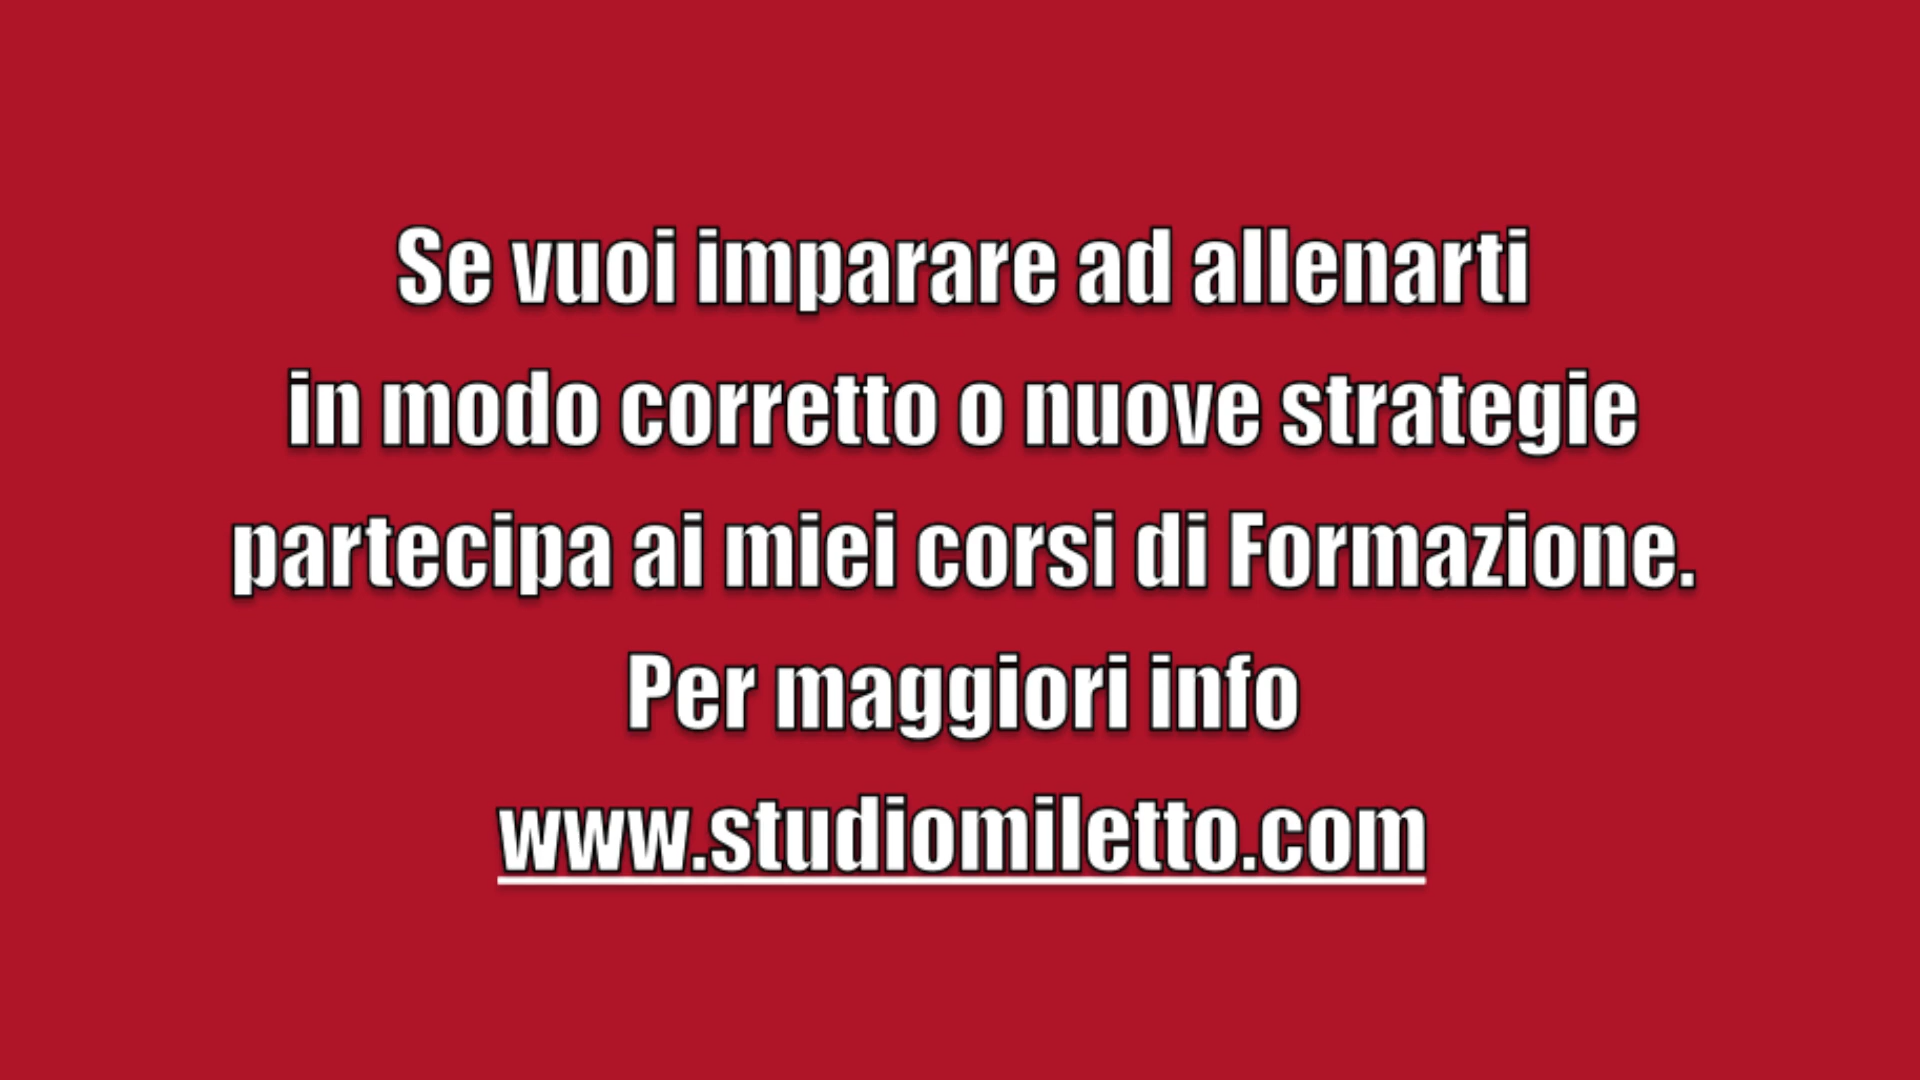 Se vuoi imparare ad allenarti
in modo corretto o nuove strategie
partecipa ai miei corsi di Formazione.
Per maggiori info
www.studiomiletto.com